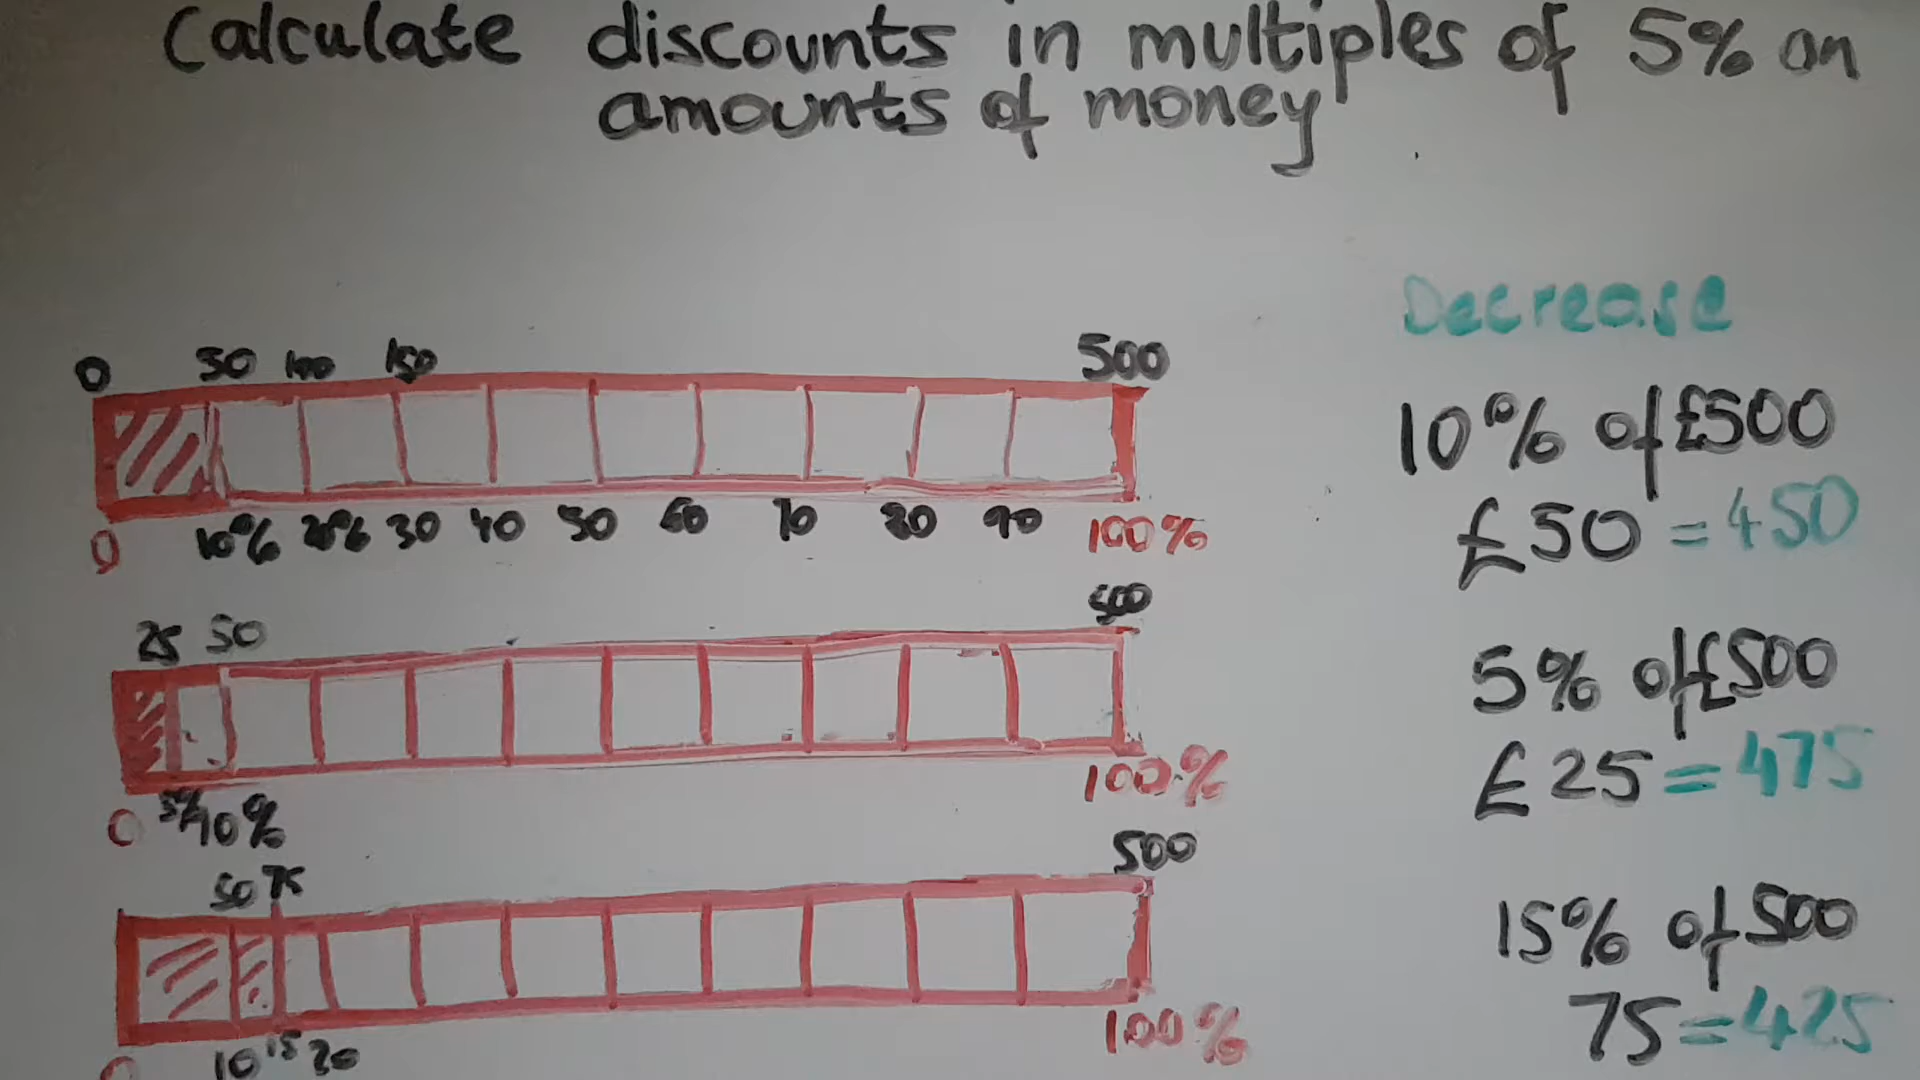 Calculate discounts in multiples of 5% on
amounts of money
Decrease
0 50 100 150 500
0 10% 20% 30 40 50 60 70 80 90 100%
10% of £500
£50 = 450
25 50 500
0 5% 10% 100%
5% of £500
£25 = 475
50 75 500
10 15 20 100%
15% of 500
75 = 425